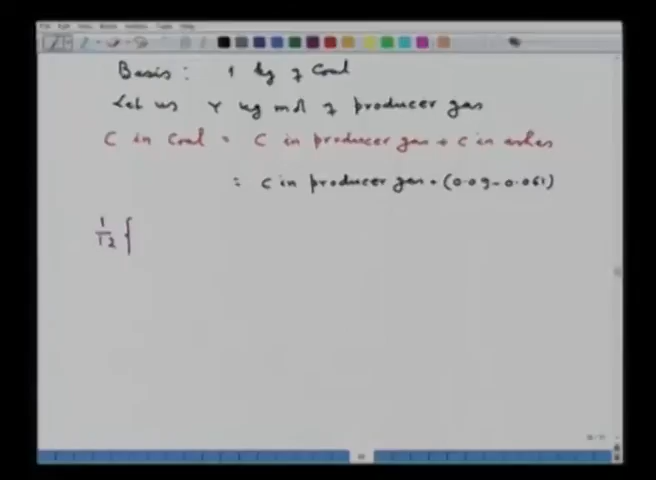 Basis: 1 kg of Coal
Let us Y kg mol of producer gas
C in Coal = C in producer gas + C in ashes
= C in producer gas + (0.09-0.061)
1/12 {